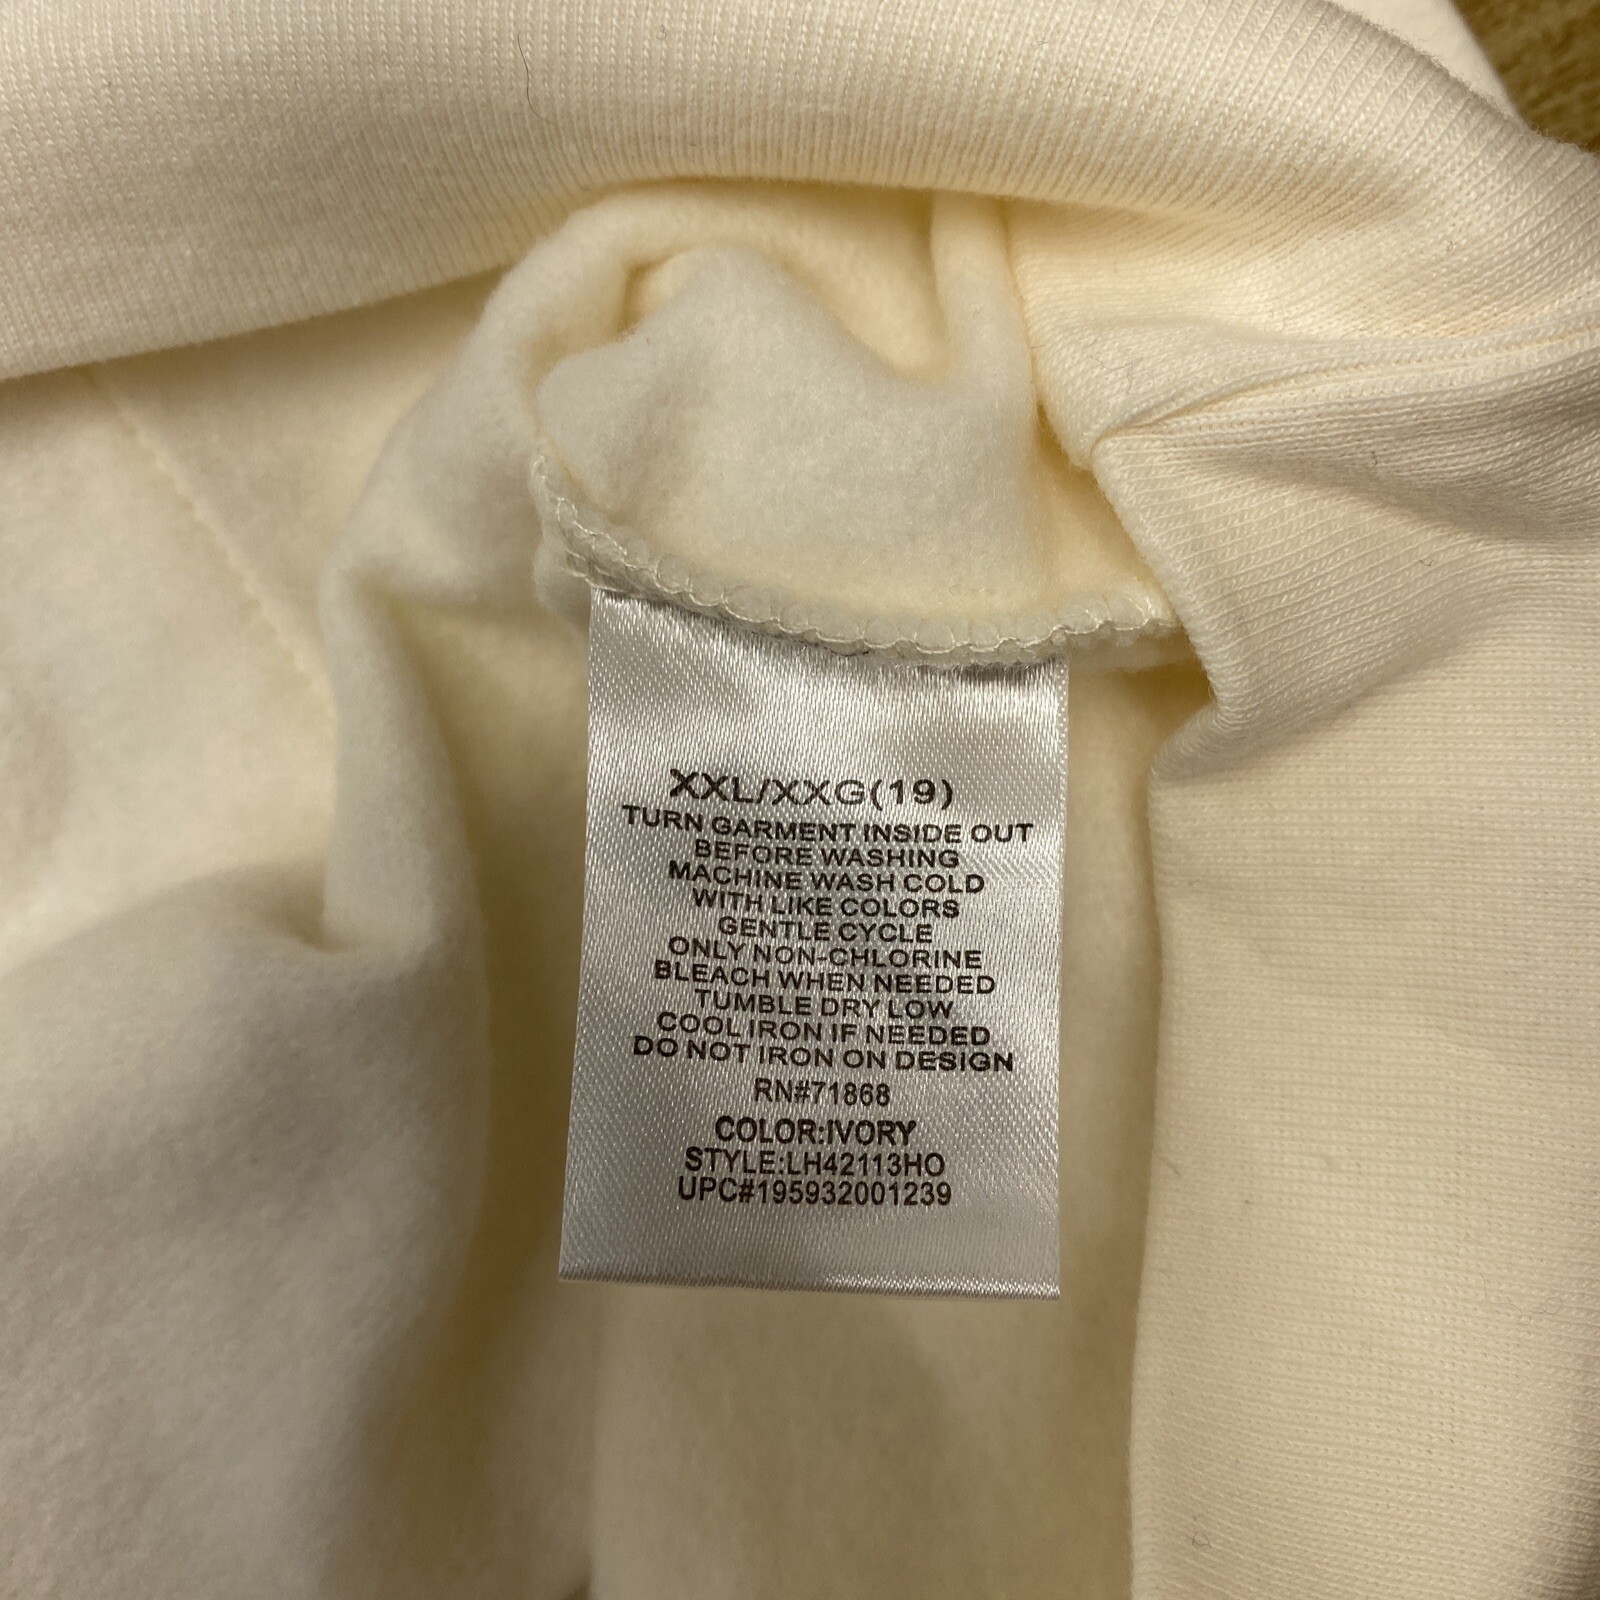 XXL/XXG(19)
TURN GARMENT INSIDE OUT
BEFORE WASHING
MACHINE WASH COLD
WITH LIKE COLORS
GENTLE CYCLE
ONLY NON-CHLORINE
BLEACH WHEN NEEDED
TUMBLE DRY LOW
COOL IRON IF NEEDED
DO NOT IRON ON DESIGN
RN#71868
COLOR:IVORY
STYLE:LH42113HO
UPC#195932001239